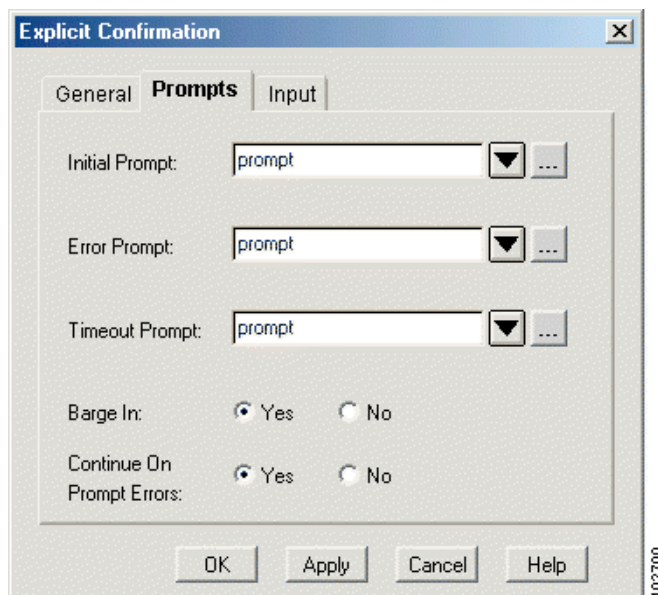 Explicit Confirmation
General Prompts Input
Initial Prompt: prompt ...
Error Prompt: prompt ...
Timeout Prompt: prompt ...
Barge In: Yes No
Continue On
Prompt Errors: Yes No
OK Apply Cancel Help